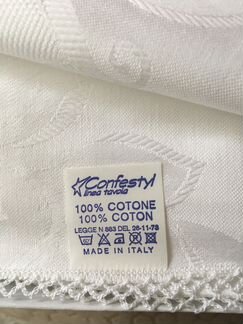 Confestyl
linea tavola
100% COTONE
100% COTON
LEGGE N 883 DEL 26-11-73
MADE IN ITALY